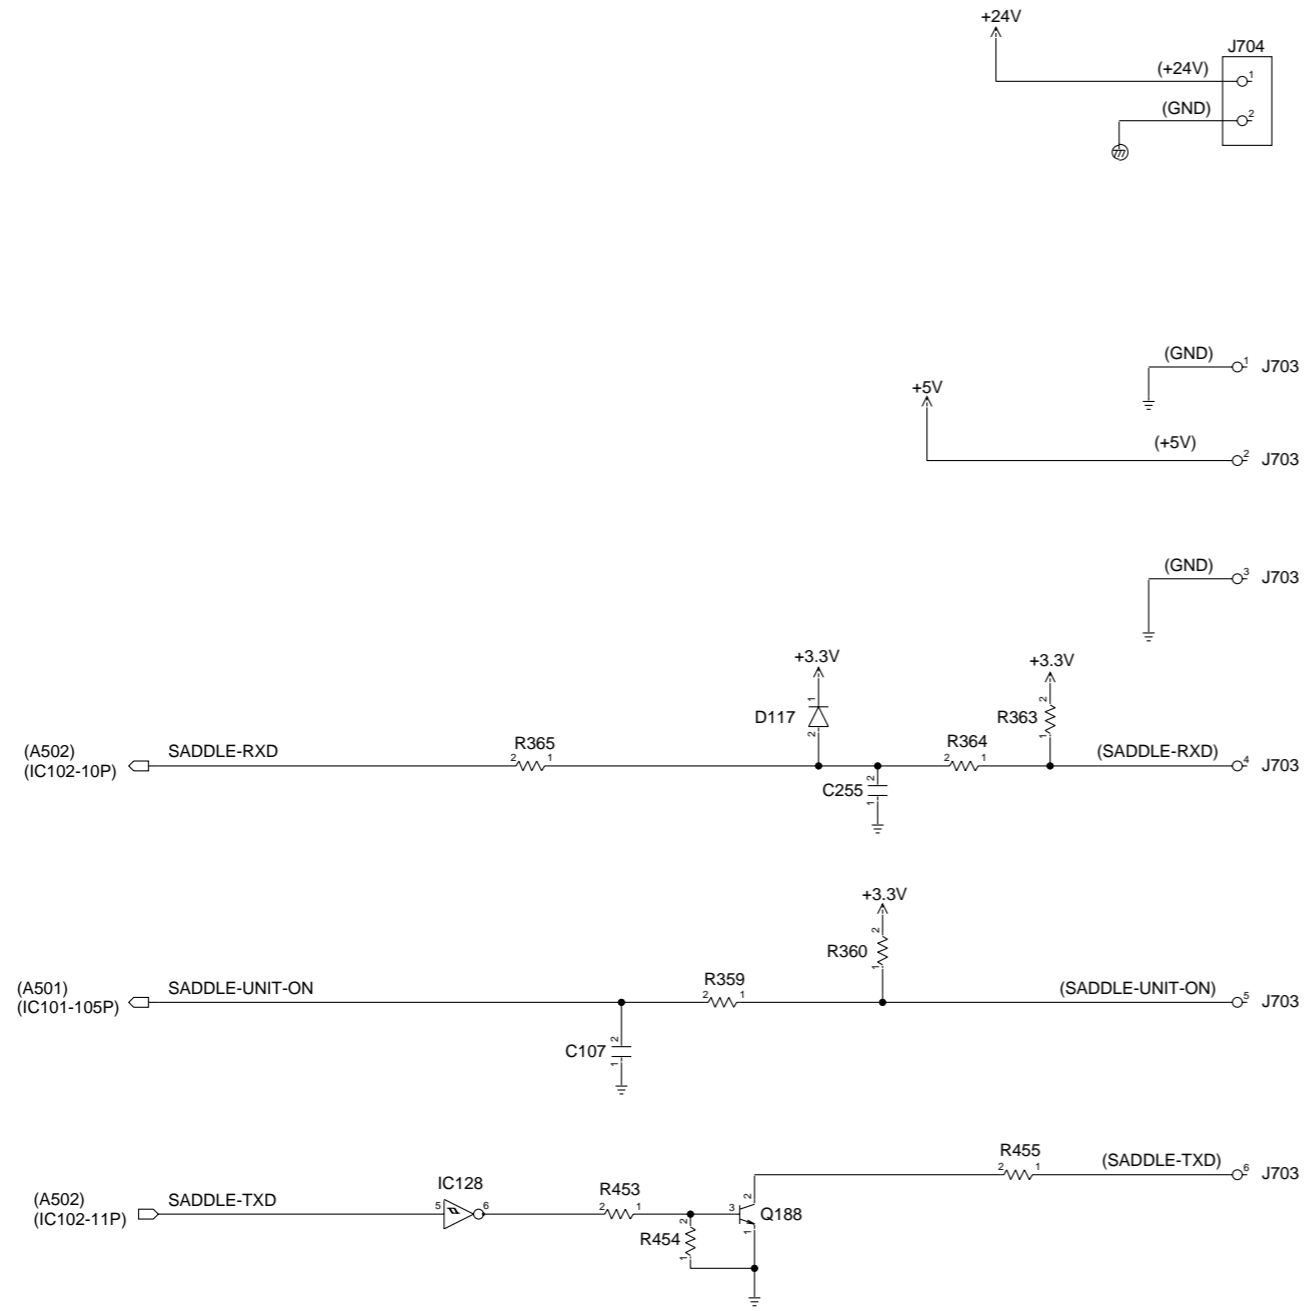 +24V
J704
(+24V) 1
(GND) 2
(GND) 1 J703
+5V
(+5V) 2 J703
(GND) 3 J703
+3.3V
+3.3V
1
D117
2
2
R363
1
(A502)
(IC102-10P)
SADDLE-RXD
R365
2 1
R364
2 1
(SADDLE-RXD) 4 J703
2
C255
1
+3.3V
2
R360
1
(A501)
(IC101-105P)
SADDLE-UNIT-ON
R359
2 1
(SADDLE-UNIT-ON) 5 J703
2
C107
1
R455
2 1
(SADDLE-TXD) 6 J703
(A502)
(IC102-11P)
SADDLE-TXD
IC128
5 6
R453
2 1
2
R454
1
2
3 Q188
1